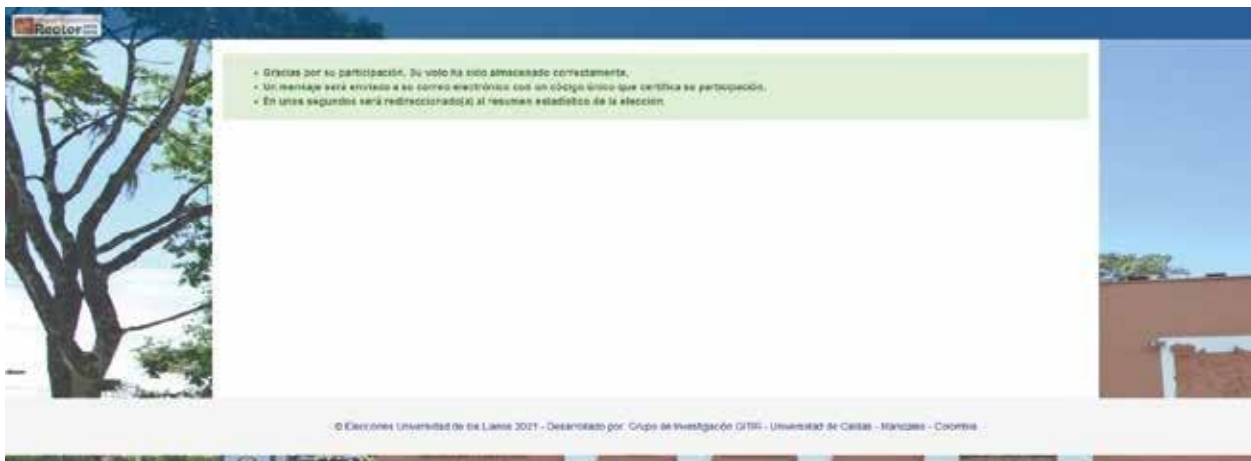 Rector
• Gracias por su participación. Su voto ha sido almacenado correctamente.
• Un mensaje será enviado a su correo electrónico con un código único que certifica su participación.
• En unos segundos será redireccionado(a) al resumen estadístico de la elección
© Elecciones Universidad de los Llanos 2021 - Desarrollado por: Grupo de Investigación GITIR - Universidad de Caldas - Manizales - Colombia